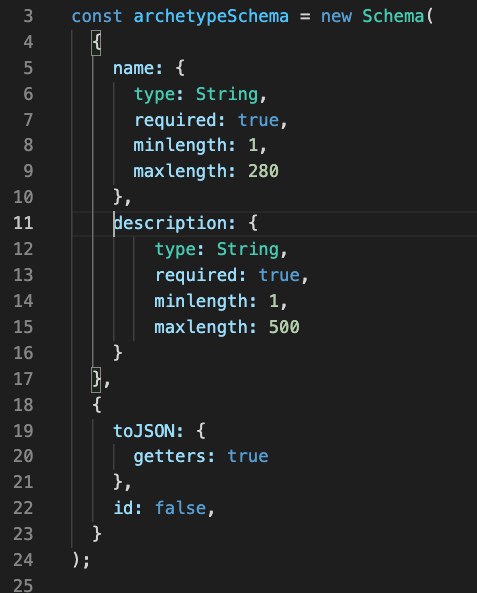 3 const archetypeSchema = new Schema(
4   {
5     name: {
6       type: String,
7       required: true,
8       minlength: 1,
9       maxlength: 280
10     },
11     description: {
12         type: String,
13         required: true,
14         minlength: 1,
15         maxlength: 500
16     }
17   },
18   {
19     toJSON: {
20       getters: true
21     },
22     id: false,
23   }
24 );
25